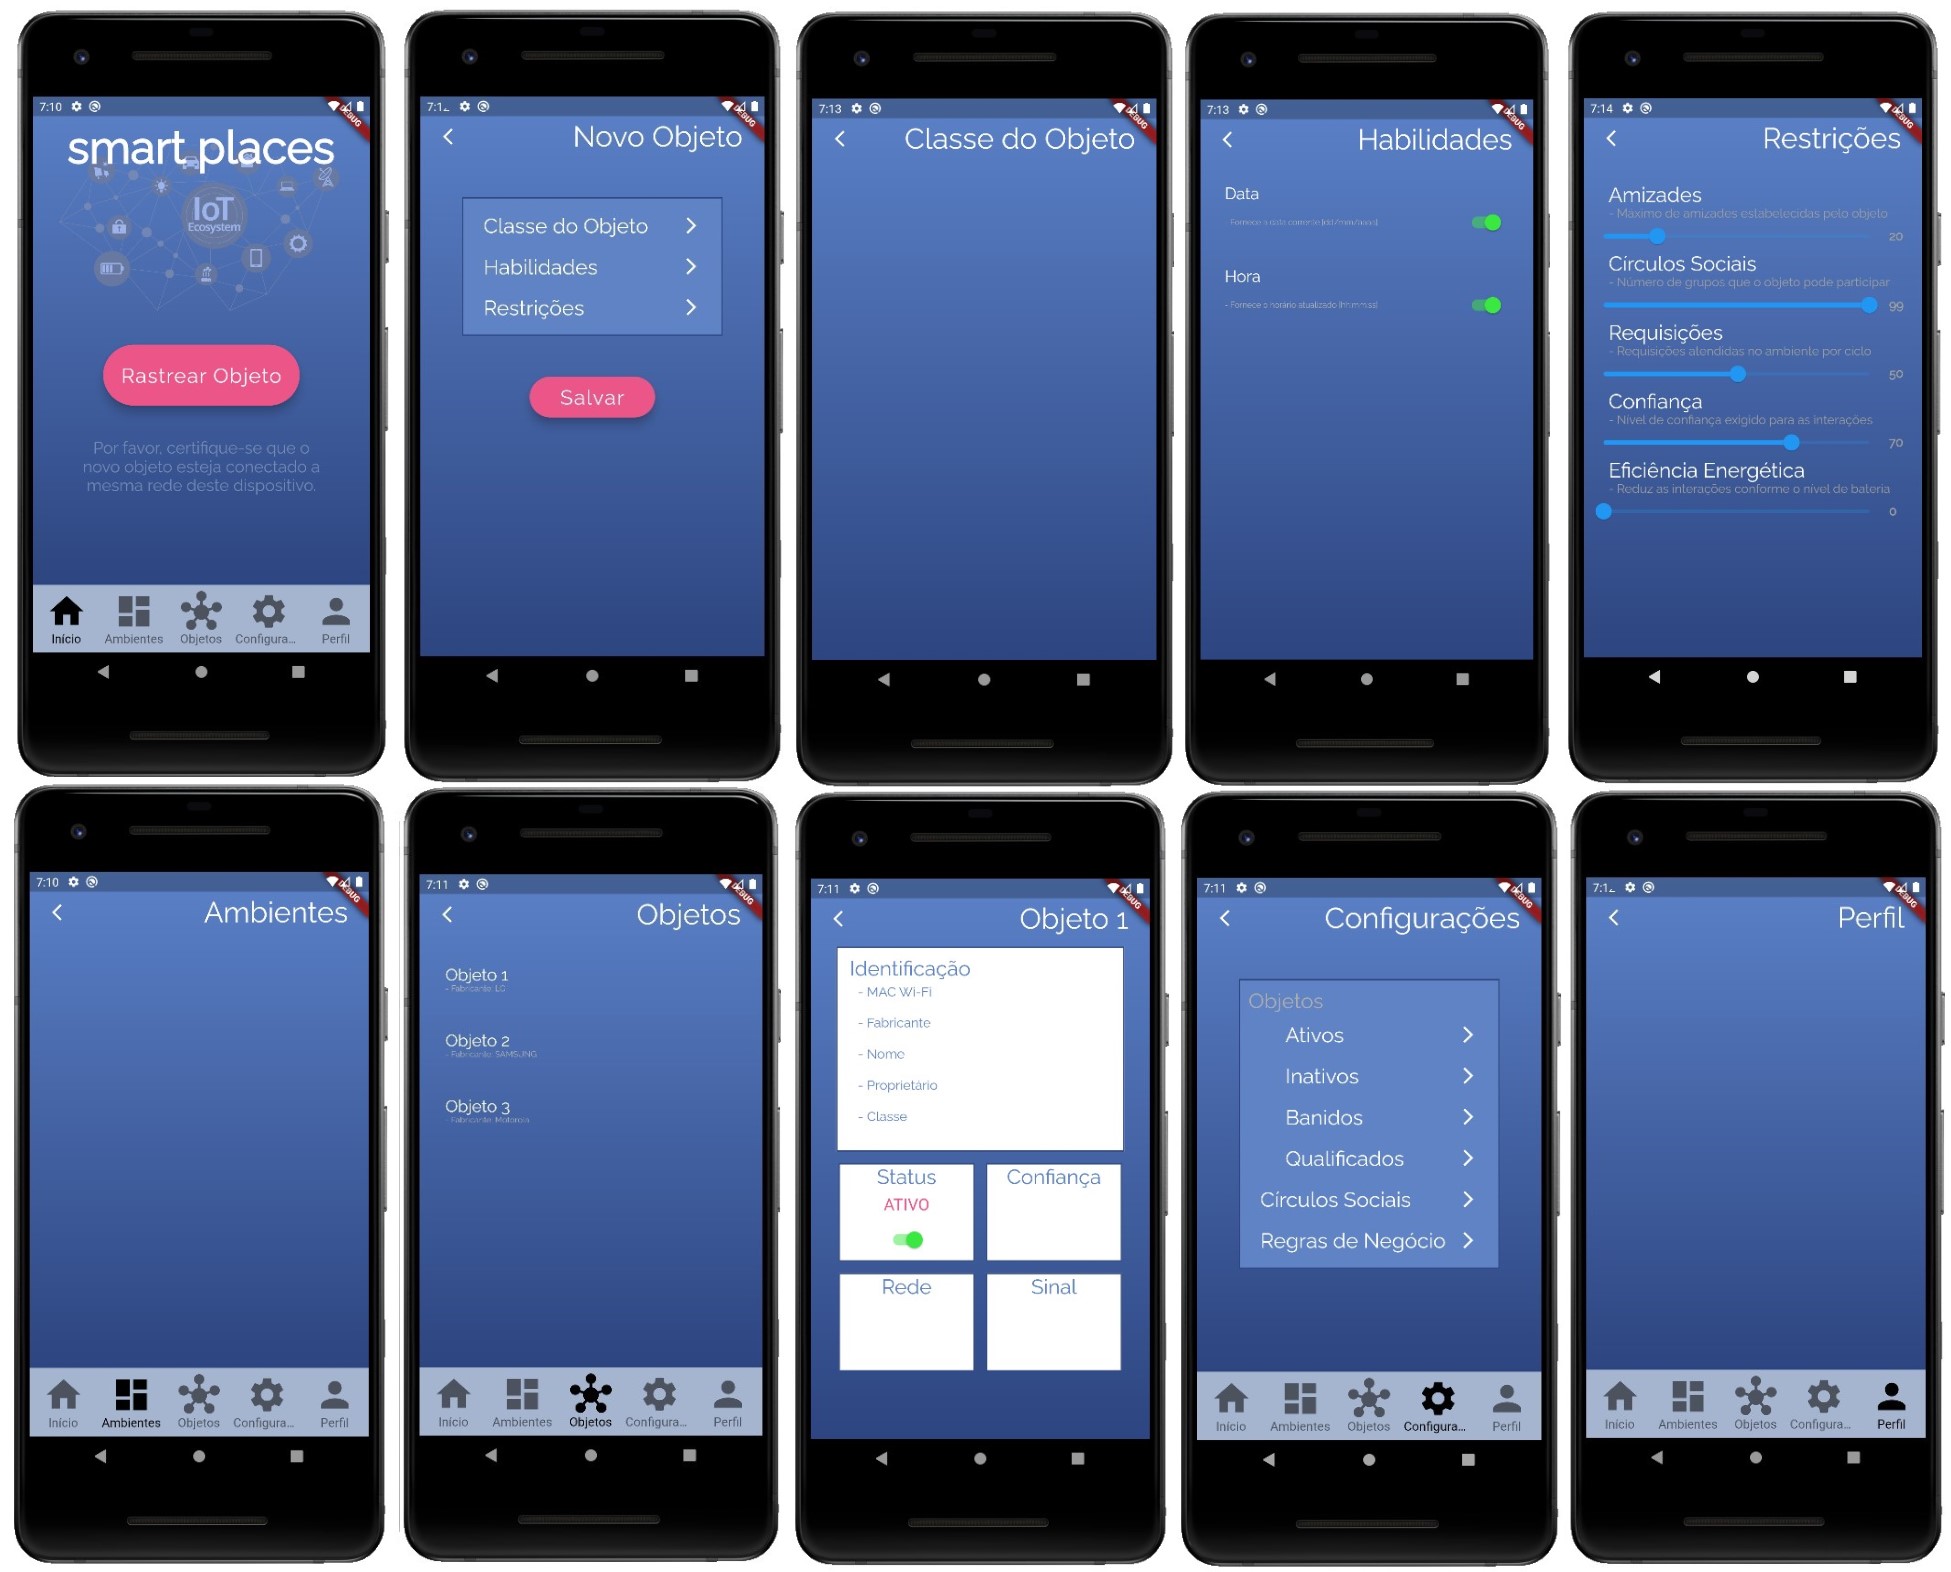 7:10
DEBUG
smart places
IoT
Ecosystem
Rastrear Objeto
Por favor, certifique-se que o
novo objeto esteja conectado a
mesma rede deste dispositivo.
Início Ambientes Objetos Configura... Perfil
7:1
DEBUG
Novo Objeto
Classe do Objeto
Habilidades
Restrições
Salvar
7:13
DEBUG
Classe do Objeto
7:13
DEBUG
Habilidades
Data
- Fornece a data corrente
Hora
- Fornece o horário atualizado
7:14
DEBUG
Restrições
Amizades
- Máximo de amizades estabelecidas pelo objeto
20
Círculos Sociais
- Número de grupos que o objeto pode participar
99
Requisições
- Requisições atendidas no ambiente por ciclo
50
Confiança
- Nível de confiança exigido para as interações
70
Eficiência Energética
- Reduz as interações conforme o nível de bateria
0
7:10
DEBUG
Ambientes
Início Ambientes Objetos Configura... Perfil
7:11
DEBUG
Objetos
Objeto 1
- Fabricante: LG
Objeto 2
- Fabricante: SAMSUNG
Objeto 3
- Fabricante: Motorola
Início Ambientes Objetos Configura... Perfil
7:11
DEBUG
Objeto 1
Identificação
- MAC Wi-Fi
- Fabricante
- Nome
- Proprietário
- Classe
Status Confiança
ATIVO
Rede Sinal
7:11
DEBUG
Configurações
Objetos
Ativos
Inativos
Banidos
Qualificados
Círculos Sociais
Regras de Negócio
Início Ambientes Objetos Configura... Perfil
7:1
DEBUG
Perfil
Início Ambientes Objetos Configura... Perfil